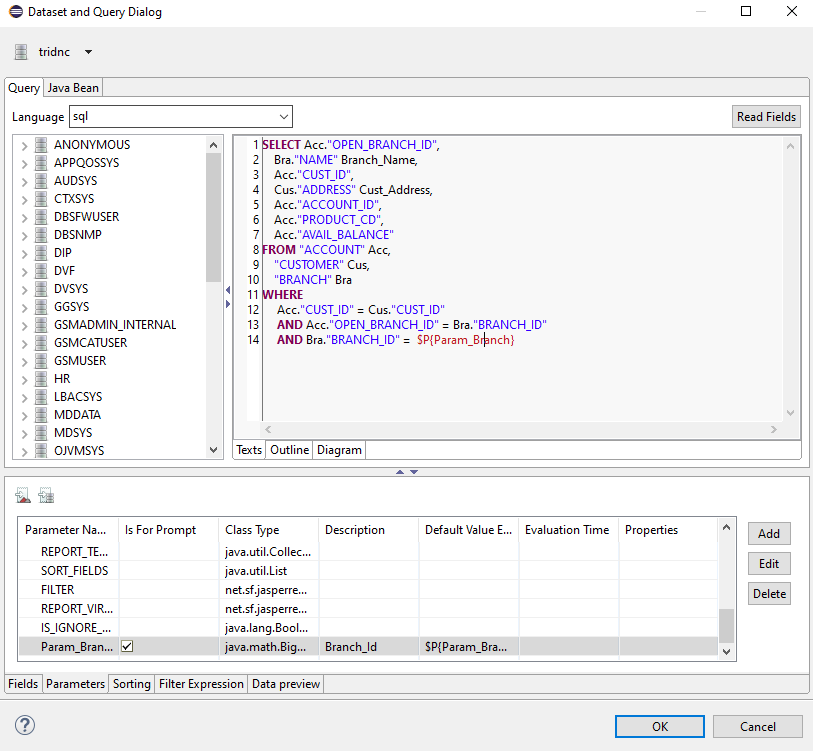 Dataset and Query Dialog
tridnc
Query Java Bean
Language sql Read Fields
ANONYMOUS
APPQOSSYS
AUDSYS
CTXSYS
DBSFWUSER
DBSNMP
DIP
DVF
DVSYS
GGSYS
GSMADMIN_INTERNAL
GSMCATUSER
GSMUSER
HR
LBACSYS
MDDATA
MDSYS
OJVMSYS
1 SELECT Acc."OPEN_BRANCH_ID",
2 Bra."NAME" Branch_Name,
3 Acc."CUST_ID",
4 Cus."ADDRESS" Cust_Address,
5 Acc."ACCOUNT_ID",
6 Acc."PRODUCT_CD",
7 Acc."AVAIL_BALANCE"
8 FROM "ACCOUNT" Acc,
9 "CUSTOMER" Cus,
10 "BRANCH" Bra
11 WHERE
12 Acc."CUST_ID" = Cus."CUST_ID"
13 AND Acc."OPEN_BRANCH_ID" = Bra."BRANCH_ID"
14 AND Bra."BRANCH_ID" = $P{Param_Branch}
Texts Outline Diagram
Parameter Na... Is For Prompt Class Type Description Default Value E... Evaluation Time Properties
REPORT_TE... java.util.Collec...
SORT_FIELDS java.util.List
FILTER net.sf.jasperre...
REPORT_VIR... net.sf.jasperre...
IS_IGNORE_... java.lang.Bool...
Param_Bran... java.math.Big... Branch_Id $P{Param_Bra...
Add
Edit
Delete
Fields Parameters Sorting Filter Expression Data preview
? OK Cancel